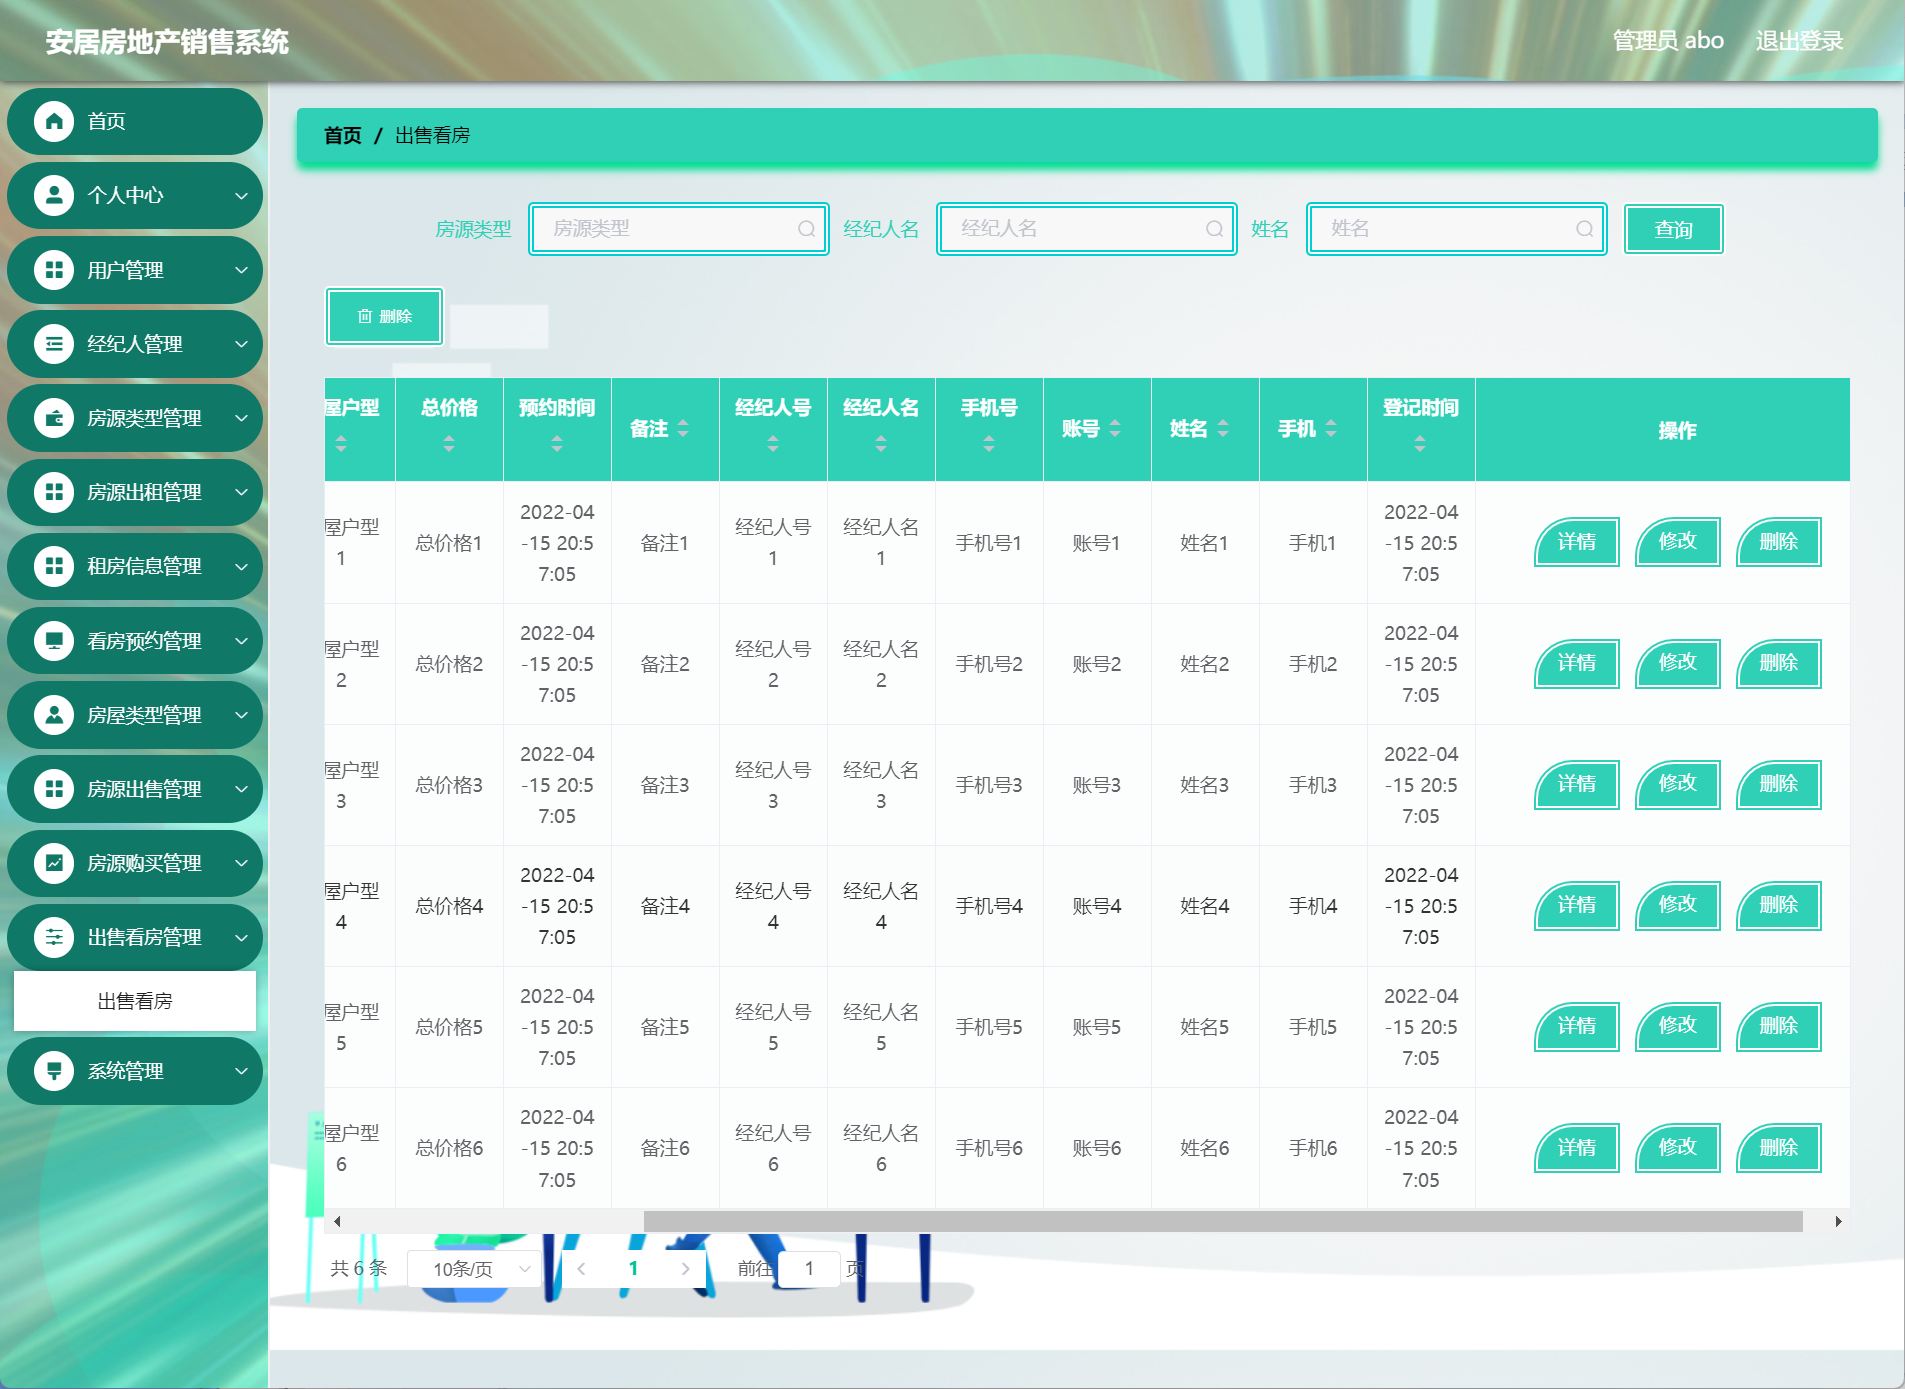 安居房地产销售系统
管理员 abo 退出登录
首页
个人中心
用户管理
经纪人管理
房源类型管理
房源出租管理
租房信息管理
看房预约管理
房屋类型管理
房源出售管理
房源购买管理
出售看房管理
出售看房
系统管理
首页 / 出售看房
房源类型 房源类型 经纪人名 经纪人名 姓名 姓名 查询
删除
屋户型 总价格 预约时间 备注 经纪人号 经纪人名 手机号 账号 姓名 手机 登记时间 操作
屋户型1 总价格1 2022-04-15 20:57:05 备注1 经纪人号1 经纪人名1 手机号1 账号1 姓名1 手机1 2022-04-15 20:57:05 详情 修改 删除
屋户型2 总价格2 2022-04-15 20:57:05 备注2 经纪人号2 经纪人名2 手机号2 账号2 姓名2 手机2 2022-04-15 20:57:05 详情 修改 删除
屋户型3 总价格3 2022-04-15 20:57:05 备注3 经纪人号3 经纪人名3 手机号3 账号3 姓名3 手机3 2022-04-15 20:57:05 详情 修改 删除
屋户型4 总价格4 2022-04-15 20:57:05 备注4 经纪人号4 经纪人名4 手机号4 账号4 姓名4 手机4 2022-04-15 20:57:05 详情 修改 删除
屋户型5 总价格5 2022-04-15 20:57:05 备注5 经纪人号5 经纪人名5 手机号5 账号5 姓名5 手机5 2022-04-15 20:57:05 详情 修改 删除
屋户型6 总价格6 2022-04-15 20:57:05 备注6 经纪人号6 经纪人名6 手机号6 账号6 姓名6 手机6 2022-04-15 20:57:05 详情 修改 删除
共 6 条 10条/页 1 前往 1 页